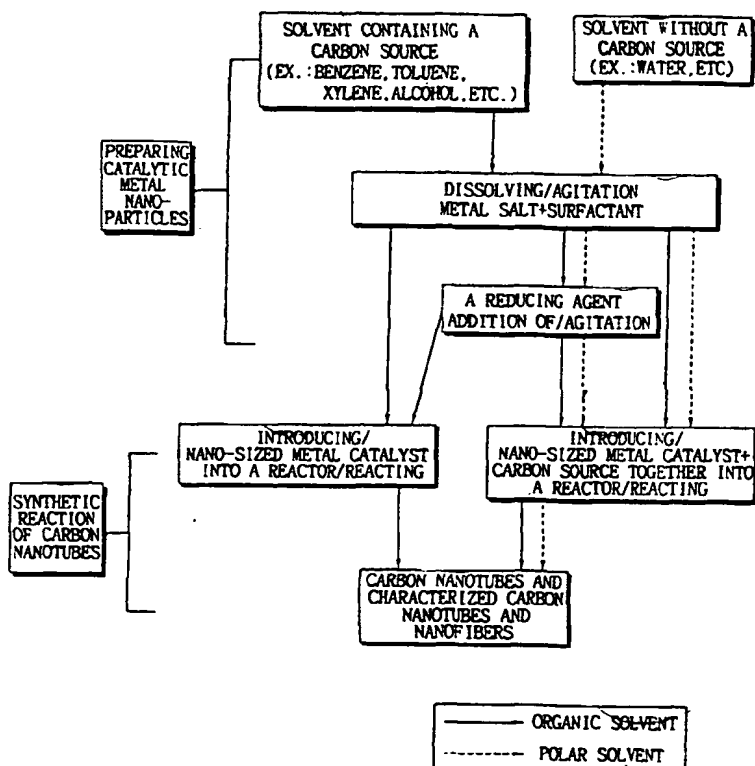 SOLVENT CONTAINING A
CARBON SOURCE
(EX.:BENZENE,TOLUENE,
XYLENE,ALCOHOL,ETC.)
SOLVENT WITHOUT A
CARBON SOURCE
(EX.:WATER,ETC)
PREPARING
CATALYTIC
METAL
NANO-
PARTICLES
DISSOLVING/AGITATION
METAL SALT+SURFACTANT
A REDUCING AGENT
ADDITION OF/AGITATION
INTRODUCING/
NANO-SIZED METAL CATALYST
INTO A REACTOR/REACTING
INTRODUCING/
NANO-SIZED METAL CATALYST+
CARBON SOURCE TOGETHER INTO
A REACTOR/REACTING
SYNTHETIC
REACTION
OF CARBON
NANOTUBES
CARBON NANOTUBES AND
CHARACTERIZED CARBON
NANOTUBES AND
NANOFIBERS
ORGANIC SOLVENT
POLAR SOLVENT